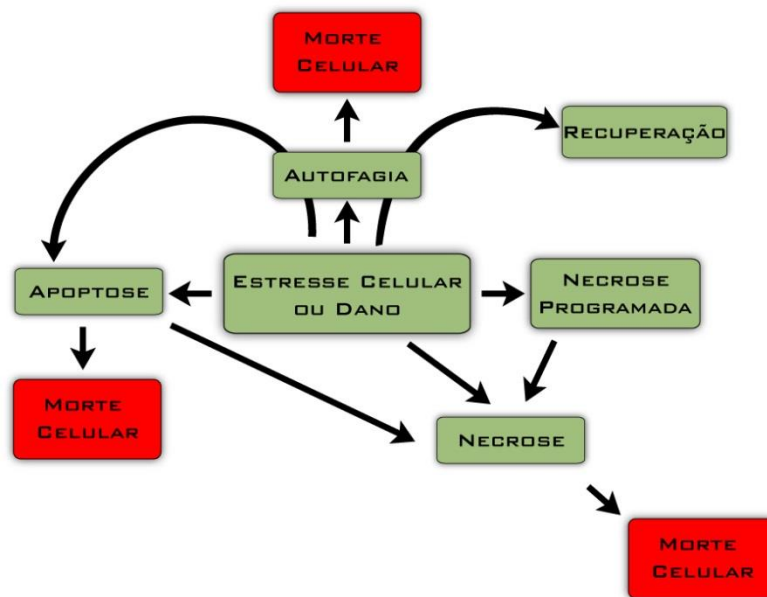 MORTE
CELULAR
RECUPERAÇÃO
AUTOFAGIA
APOPTOSE
ESTRESSE CELULAR
OU DANO
NECROSE
PROGRAMADA
MORTE
CELULAR
NECROSE
MORTE
CELULAR